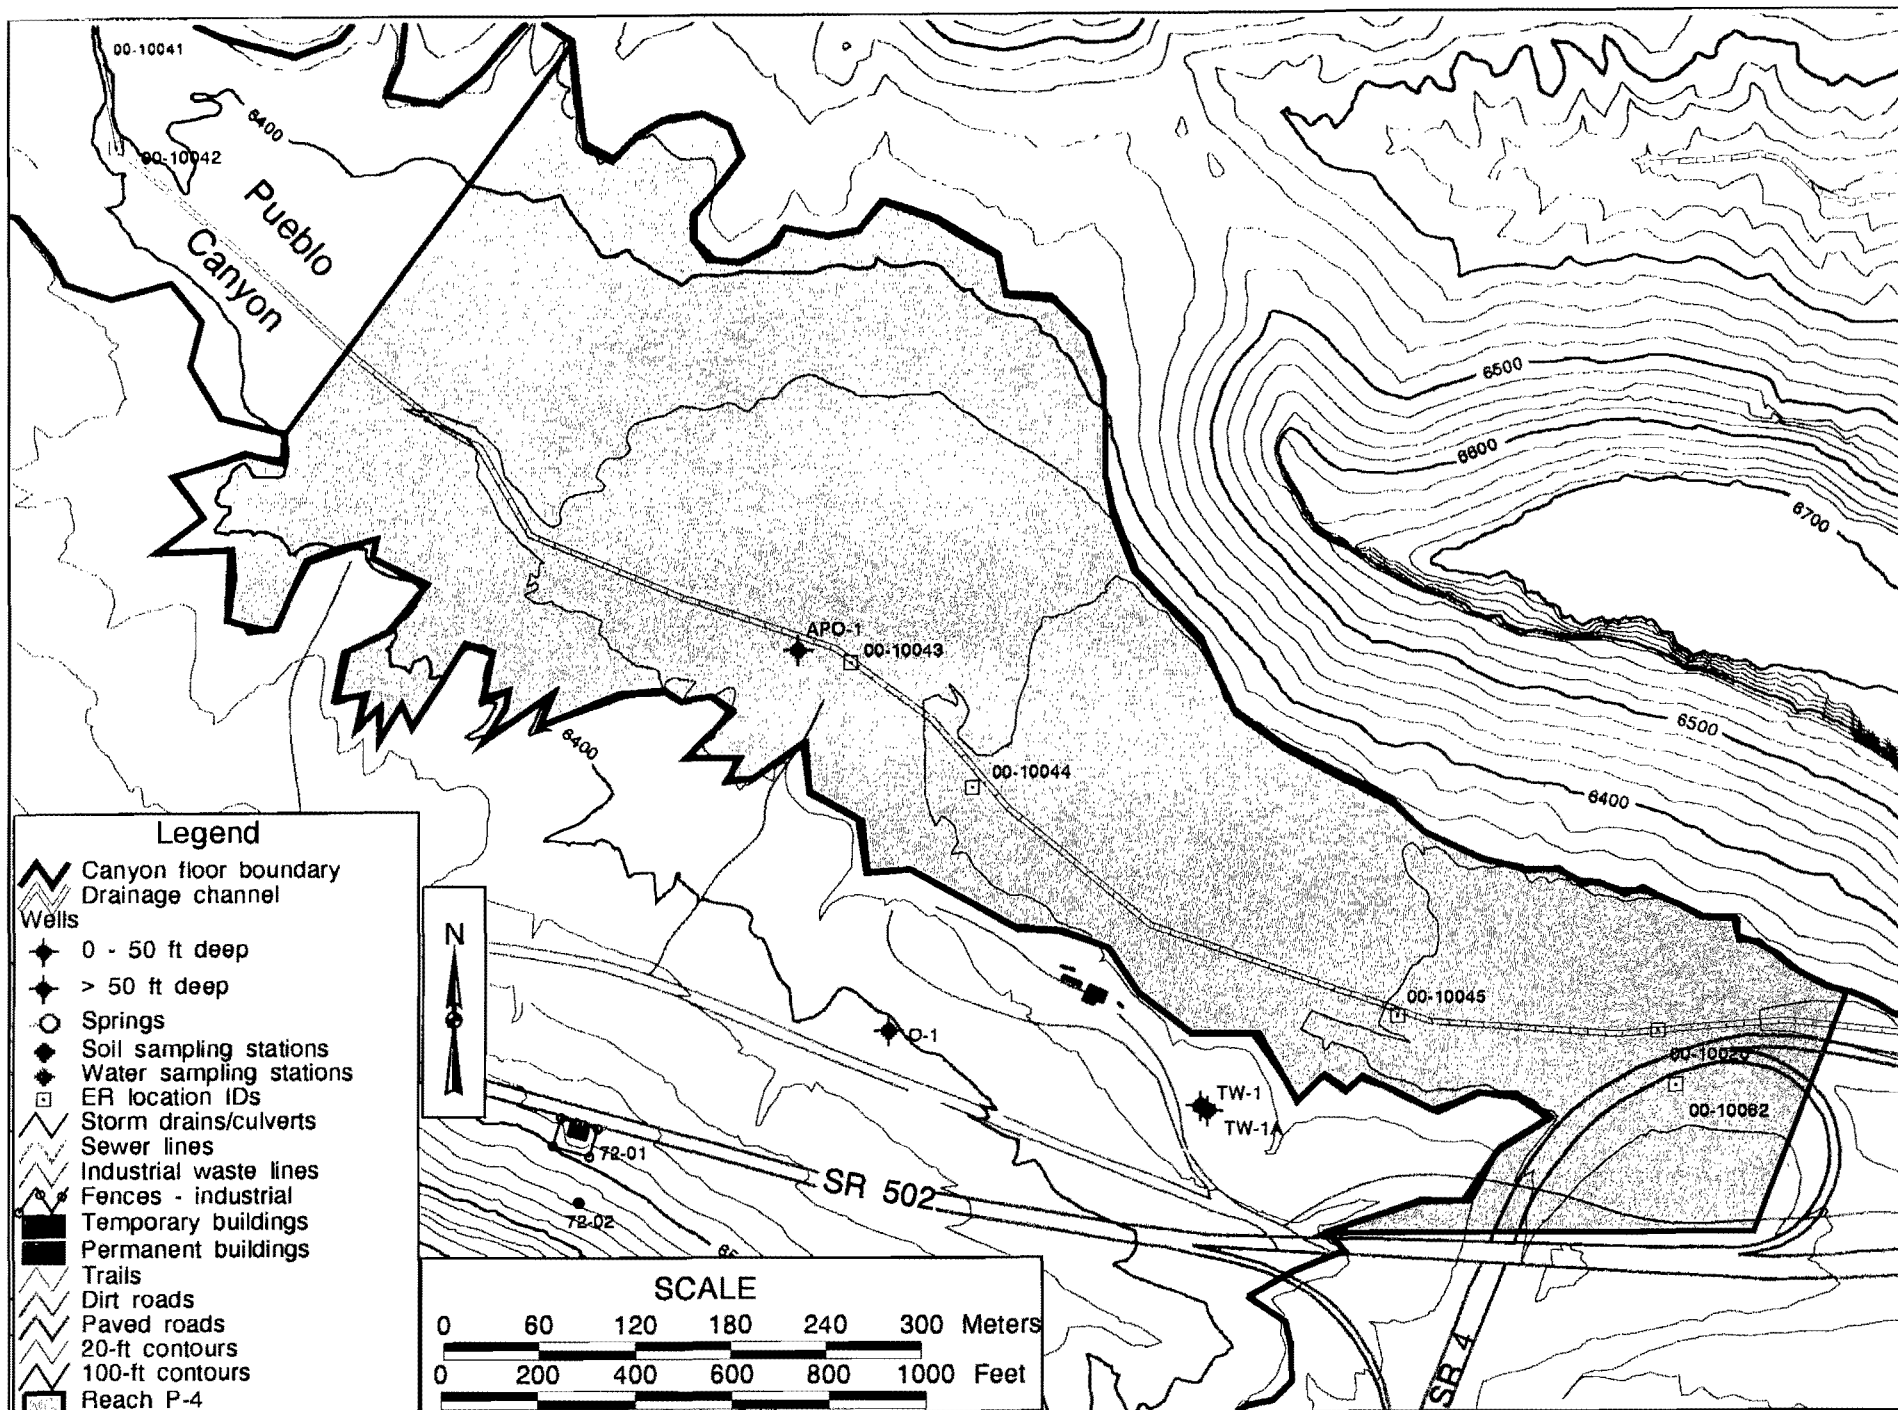 00-10041
6400
00-10042
Pueblo
Canyon
6500
6600
6700
APO-1
00-10043
6400
6500
00-10044
6400
00-10045
O-1
00-10020
TW-1
00-10062
TW-1A
72-01
SR 502
72-02
SR 4
Legend
Canyon floor boundary
Drainage channel
Wells
0 - 50 ft deep
> 50 ft deep
Springs
Soil sampling stations
Water sampling stations
ER location IDs
Storm drains/culverts
Sewer lines
Industrial waste lines
Fences - industrial
Temporary buildings
Permanent buildings
Trails
Dirt roads
Paved roads
20-ft contours
100-ft contours
Reach P-4
N
SCALE
0 60 120 180 240 300 Meters
0 200 400 600 800 1000 Feet